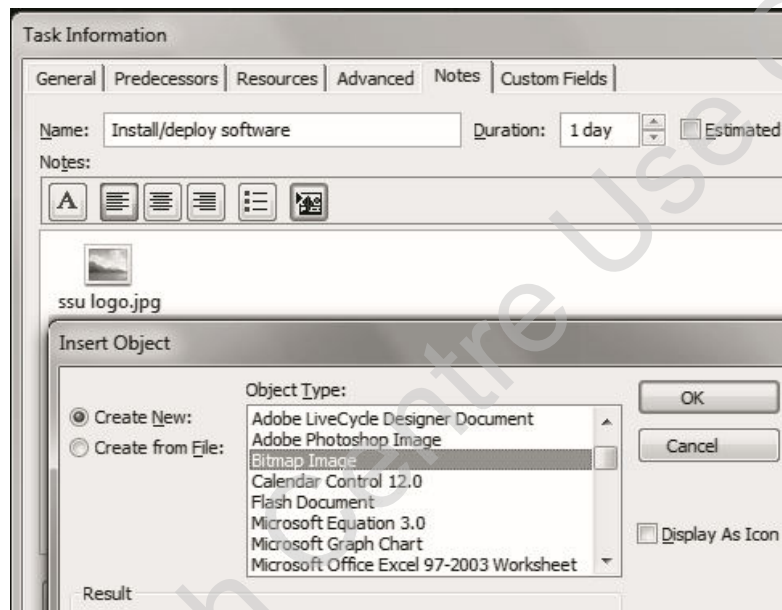 Task Information
General Predecessors Resources Advanced Notes Custom Fields
Name: Install/deploy software Duration: 1 day Estimated
Notes:
A
ssu logo.jpg
Insert Object
Object Type:
Create New:
Create from File:
Adobe LiveCycle Designer Document
Adobe Photoshop Image
Bitmap Image
Calendar Control 12.0
Flash Document
Microsoft Equation 3.0
Microsoft Graph Chart
Microsoft Office Excel 97-2003 Worksheet
OK
Cancel
Display As Icon
Result
Centre Use